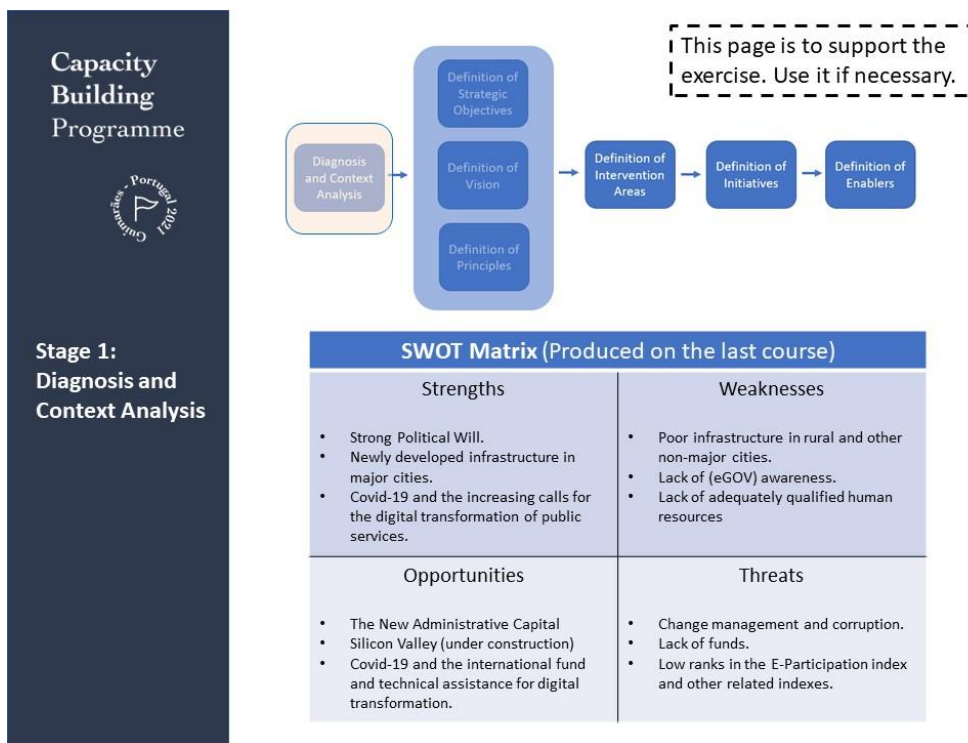 Capacity
Building
Programme
Guimarães - Portugal 2021
Stage 1:
Diagnosis and
Context Analysis
This page is to support the
exercise. Use it if necessary.
Diagnosis
and Context
Analysis
Definition of
Strategic
Objectives
Definition of
Vision
Definition of
Principles
Definition of
Intervention
Areas
Definition of
Initiatives
Definition of
Enablers
SWOT Matrix (Produced on the last course)
Strengths
• Strong Political Will.
• Newly developed infrastructure in
major cities.
• Covid-19 and the increasing calls for
the digital transformation of public
services.
Weaknesses
• Poor infrastructure in rural and other
non-major cities.
• Lack of (eGOV) awareness.
• Lack of adequately qualified human
resources
Opportunities
• The New Administrative Capital
• Silicon Valley (under construction)
• Covid-19 and the international fund
and technical assistance for digital
transformation.
Threats
• Change management and corruption.
• Lack of funds.
• Low ranks in the E-Participation index
and other related indexes.